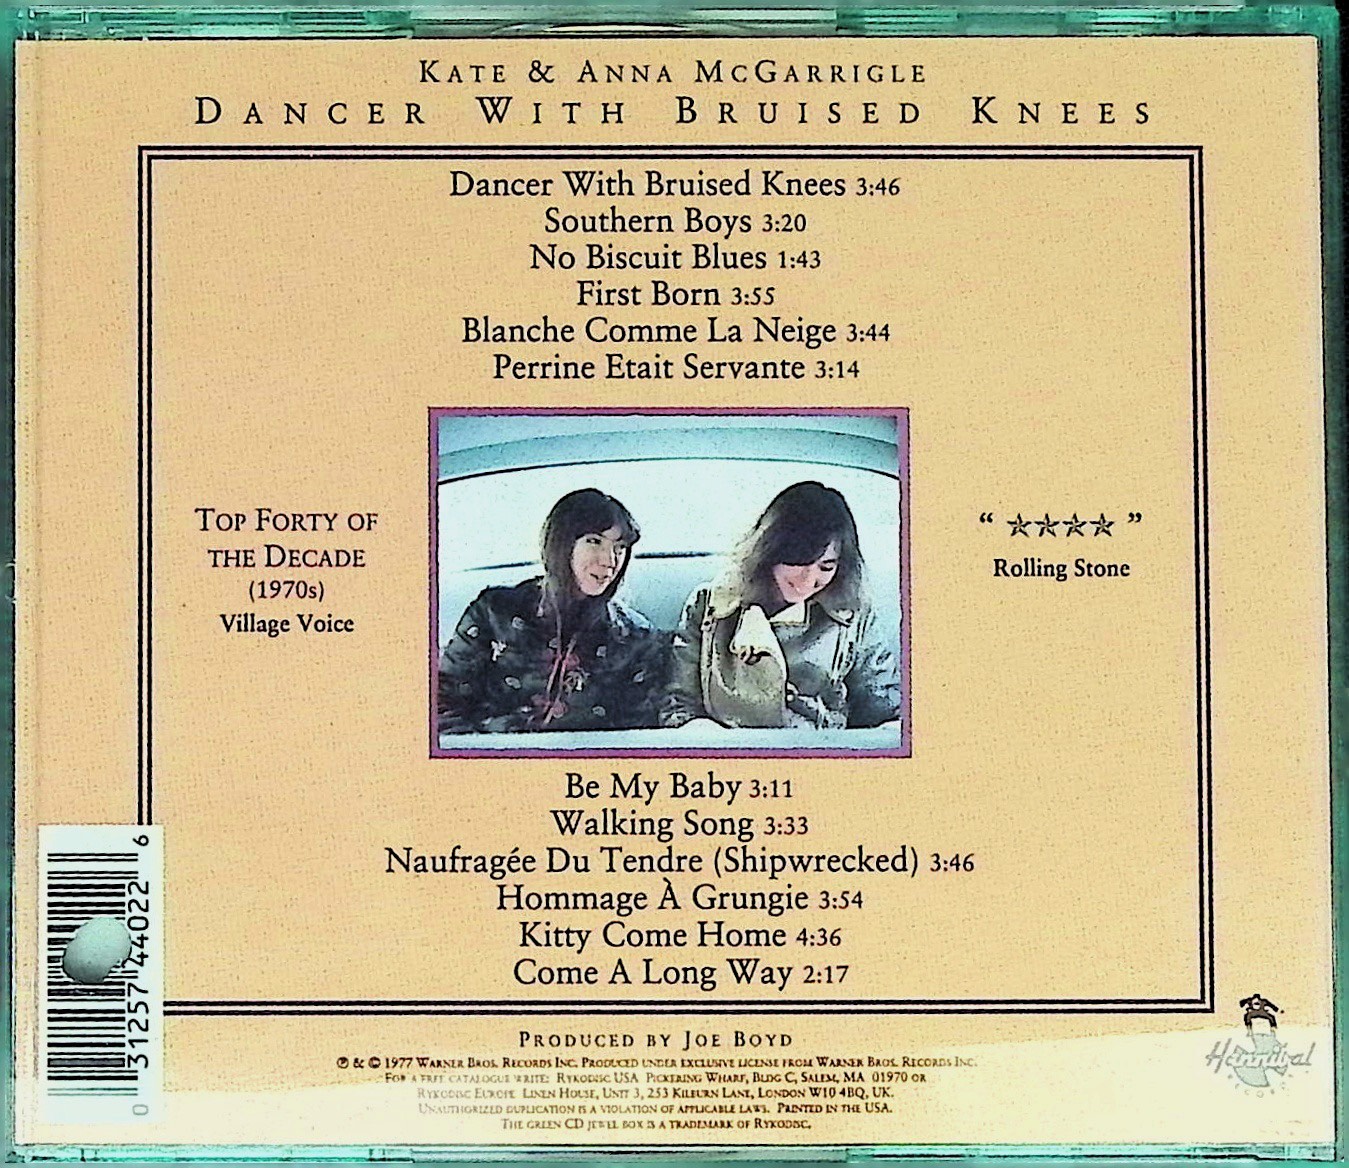 KATE & ANNA MCGARRIGLE
DANCER WITH BRUISED KNEES
Dancer With Bruised Knees 3:46
Southern Boys 3:20
No Biscuit Blues 1:43
First Born 3:55
Blanche Comme La Neige 3:44
Perrine Etait Servante 3:14
TOP FORTY OF
THE DECADE
(1970s)
Village Voice
“ ☆☆☆☆ ”
Rolling Stone
Be My Baby 3:11
Walking Song 3:33
Naufragée Du Tendre (Shipwrecked) 3:46
Hommage À Grungie 3:54
Kitty Come Home 4:36
Come A Long Way 2:17
0 31257 44022 6
PRODUCED BY JOE BOYD
℗ & © 1977 WARNER BROS. RECORDS INC. PRODUCED UNDER EXCLUSIVE LICENSE FROM WARNER BROS. RECORDS INC.
FOR A FREE CATALOGUE WRITE: RYKODISC USA PICKERING WHARF, BLDG C, SALEM, MA 01970 OR
RYKODISC EUROPE LINEN HOUSE, UNIT 3, 253 KILBURN LANE, LONDON W10 4BQ, UK.
UNAUTHORIZED DUPLICATION IS A VIOLATION OF APPLICABLE LAWS. PRINTED IN THE USA.
THE GREEN CD JEWEL BOX IS A TRADEMARK OF RYKODISC.
Hannibal